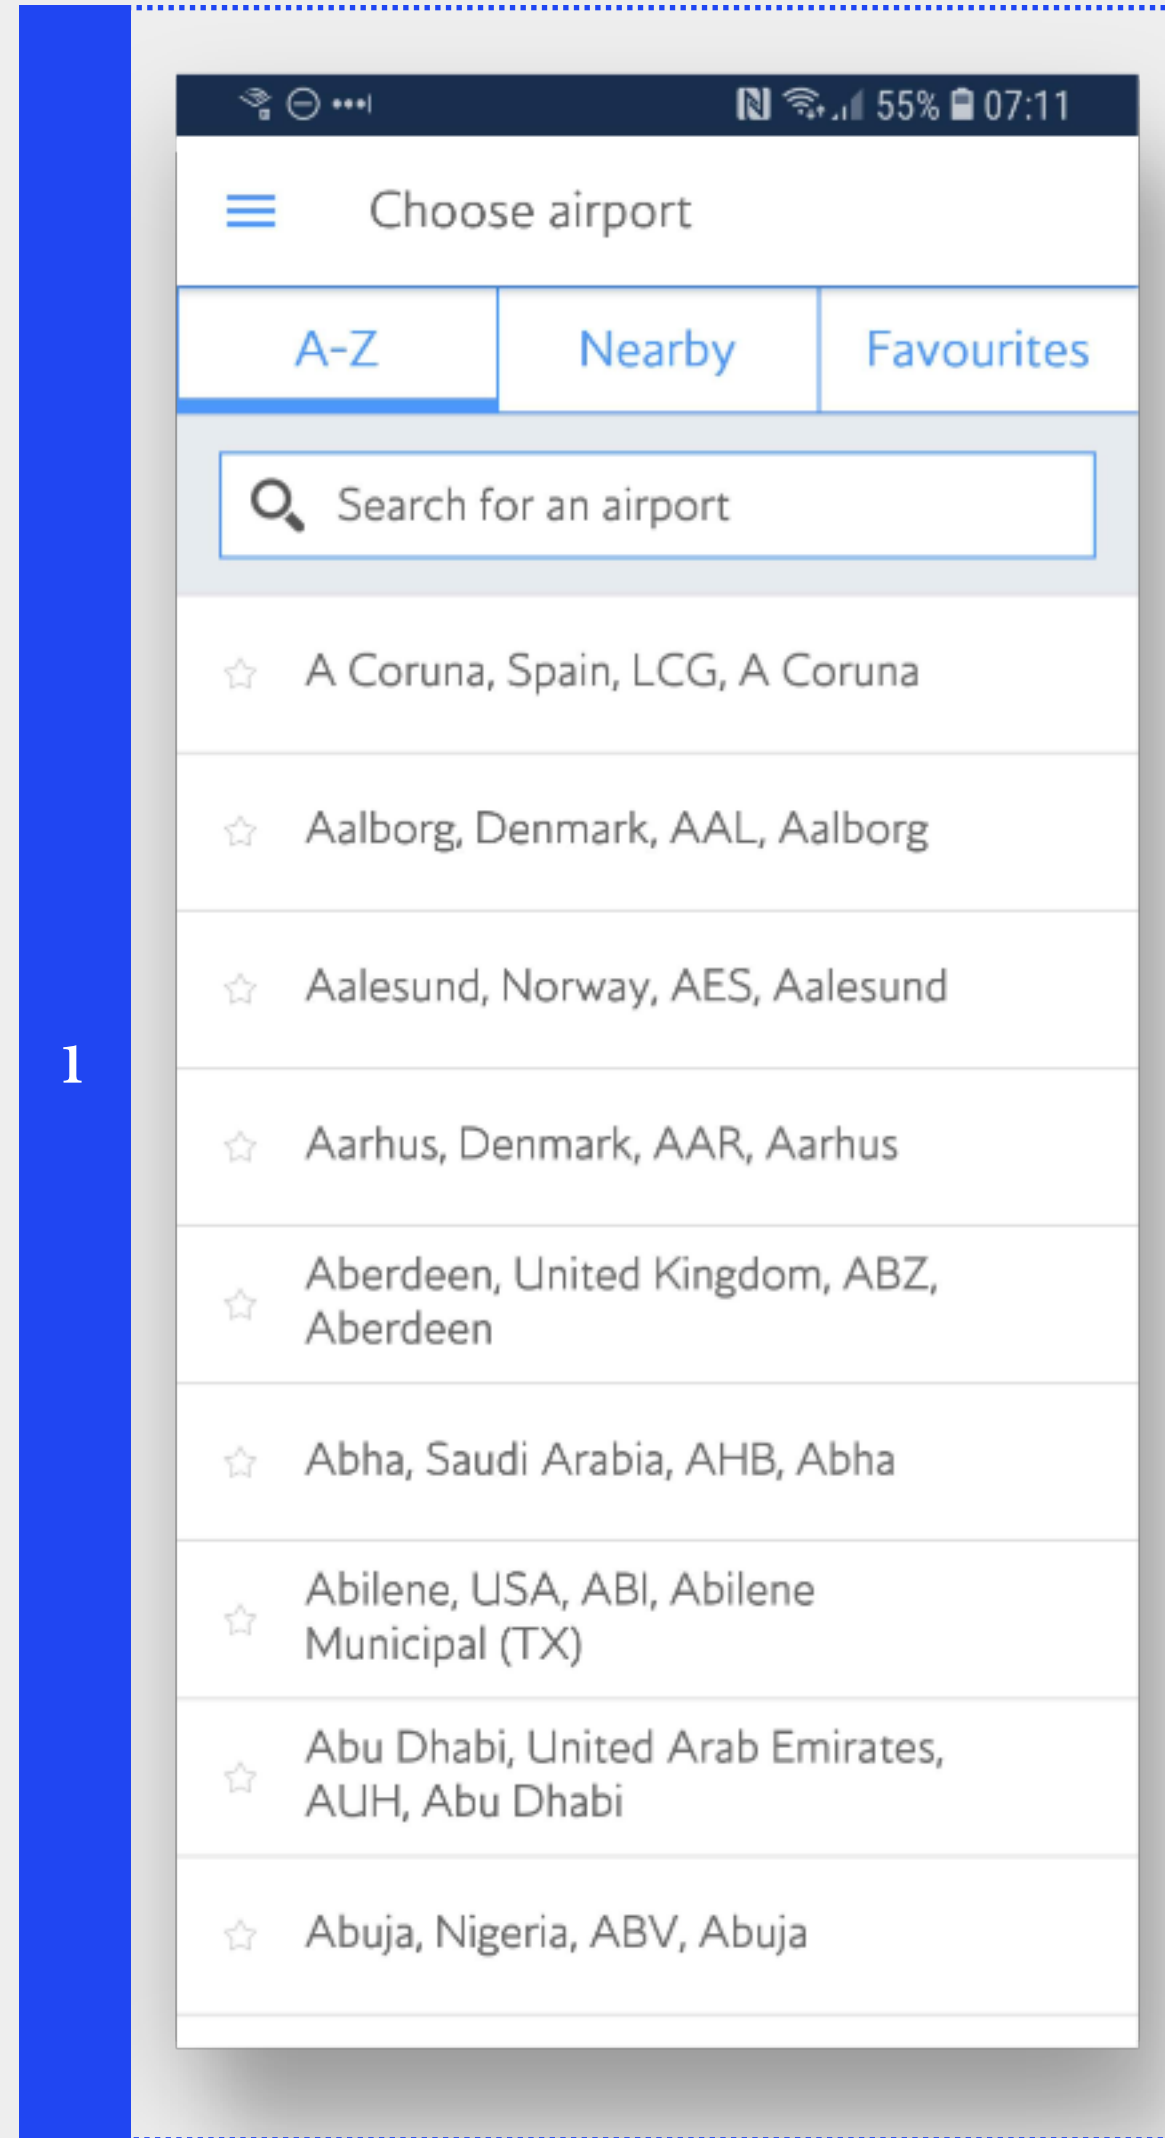 55% 07:11
Choose airport
A-Z Nearby Favourites
Search for an airport
A Coruna, Spain, LCG, A Coruna
Aalborg, Denmark, AAL, Aalborg
Aalesund, Norway, AES, Aalesund
1
Aarhus, Denmark, AAR, Aarhus
Aberdeen, United Kingdom, ABZ,
Aberdeen
Abha, Saudi Arabia, AHB, Abha
Abilene, USA, ABI, Abilene
Municipal (TX)
Abu Dhabi, United Arab Emirates,
AUH, Abu Dhabi
Abuja, Nigeria, ABV, Abuja